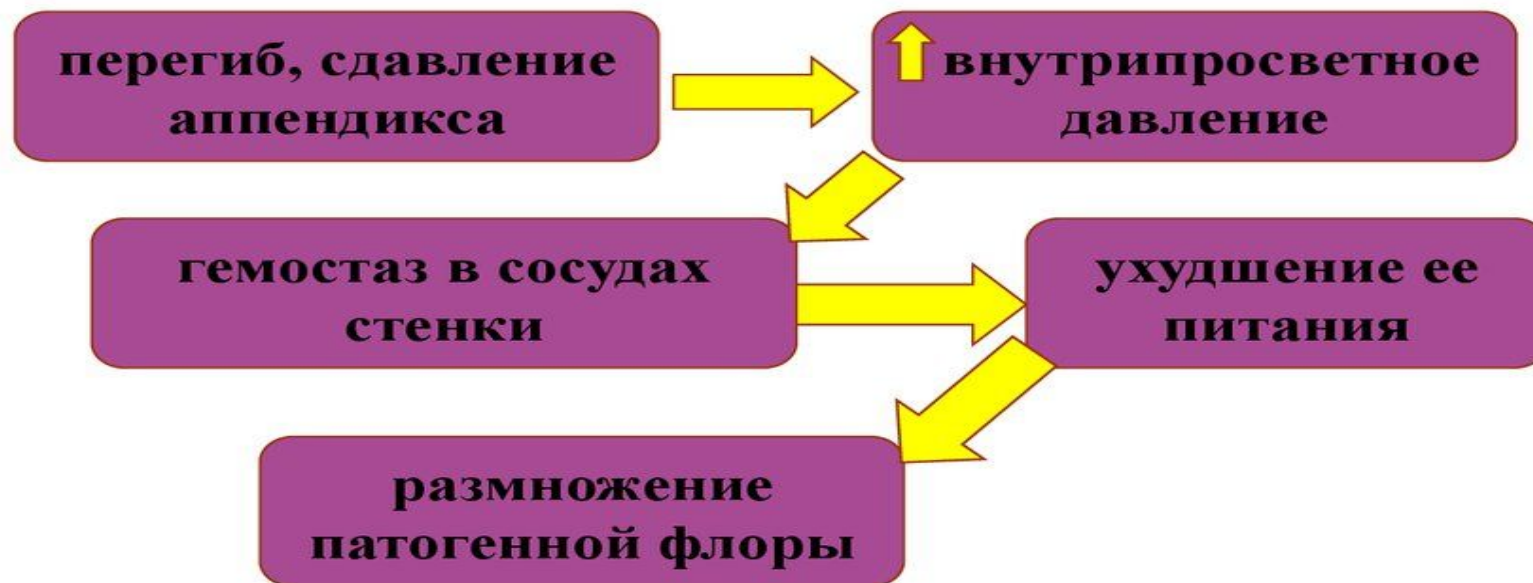 перегиб, сдавление
аппендикса
внутрипросветное
давление
гемостаз в сосудах
стенки
ухудшение ее
питания
размножение
патогенной флоры